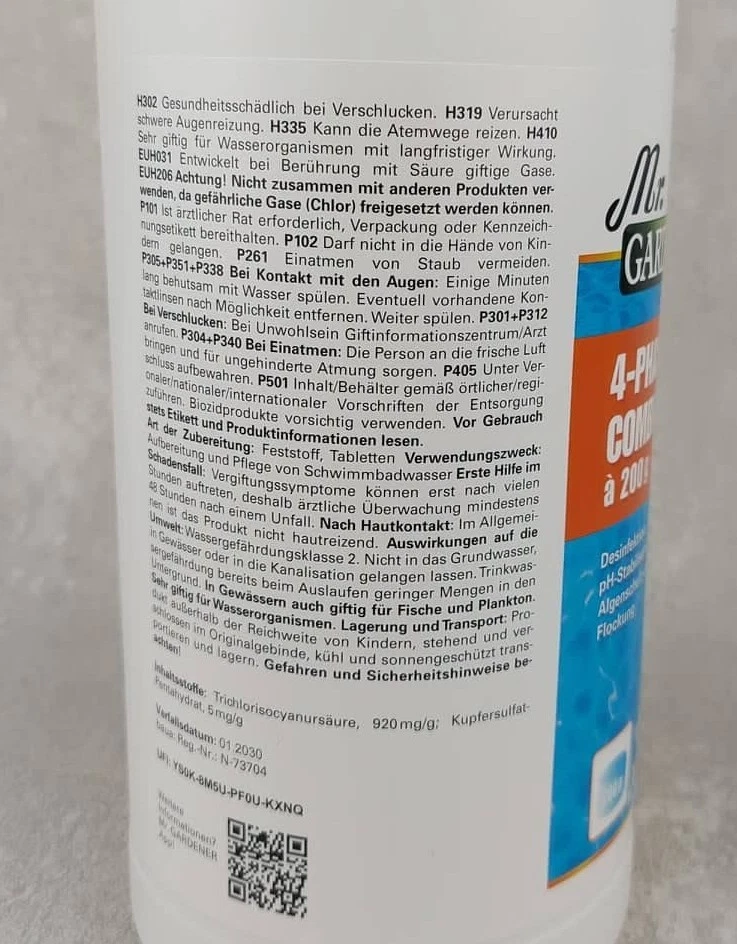 H302 Gesundheitsschädlich bei Verschlucken. H319 Verursacht
schwere Augenreizung. H335 Kann die Atemwege reizen. H410
Sehr giftig für Wasserorganismen mit langfristiger Wirkung.
EUH031 Entwickelt bei Berührung mit Säure giftige Gase.
EUH206 Achtung! Nicht zusammen mit anderen Produkten ver-
wenden, da gefährliche Gase (Chlor) freigesetzt werden können.
P101 Ist ärztlicher Rat erforderlich, Verpackung oder Kennzeich-
nungsetikett bereithalten. P102 Darf nicht in die Hände von Kin-
dern gelangen. P261 Einatmen von Staub vermeiden.
P305+P351+P338 Bei Kontakt mit den Augen: Einige Minuten
lang behutsam mit Wasser spülen. Eventuell vorhandene Kon-
taktlinsen nach Möglichkeit entfernen. Weiter spülen. P301+P312
Bei Verschlucken: Bei Unwohlsein Giftinformationszentrum/Arzt
anrufen. P304+P340 Bei Einatmen: Die Person an die frische Luft
bringen und für ungehinderte Atmung sorgen. P405 Unter Ver-
schluss aufbewahren. P501 Inhalt/Behälter gemäß örtlicher/regi-
onaler/nationaler/internationaler Vorschriften der Entsorgung
zuführen. Biozidprodukte vorsichtig verwenden. Vor Gebrauch
stets Etikett und Produktinformationen lesen.
Art der Zubereitung: Feststoff, Tabletten Verwendungszweck:
Aufbereitung und Pflege von Schwimmbadwasser Erste Hilfe im
Schadensfall: Vergiftungssymptome können erst nach vielen
Stunden auftreten, deshalb ärztliche Überwachung mindestens
48 Stunden nach einem Unfall. Nach Hautkontakt: Im Allgemei-
nen ist das Produkt nicht hautreizend. Auswirkungen auf die
Umwelt: Wassergefährdungsklasse 2. Nicht in das Grundwasser,
in Gewässer oder in die Kanalisation gelangen lassen. Trinkwas-
sergefährdung bereits beim Auslaufen geringer Mengen in den
Untergrund. In Gewässern auch giftig für Fische und Plankton.
Sehr giftig für Wasserorganismen. Lagerung und Transport: Pro-
dukt außerhalb der Reichweite von Kindern, stehend und ver-
schlossen im Originalgebinde, kühl und sonnengeschützt trans-
portieren und lagern. Gefahren und Sicherheitshinweise be-
achten!
Inhaltsstoffe: Trichlorisocyanursäure, 920 mg/g; Kupfersulfat-
Pentahydrat, 5 mg/g
Verfallsdatum: 01.2030
baua: Reg.-Nr.: N-73704
UFI: Y90K-8M5U-PF0U-KXNQ
Weitere
Informationen?
Mr. GARDENER
App!
Mr.
GAR
4-PHA
COM
à 200
Desinfek
pH-Stab
Algensch
Flockung